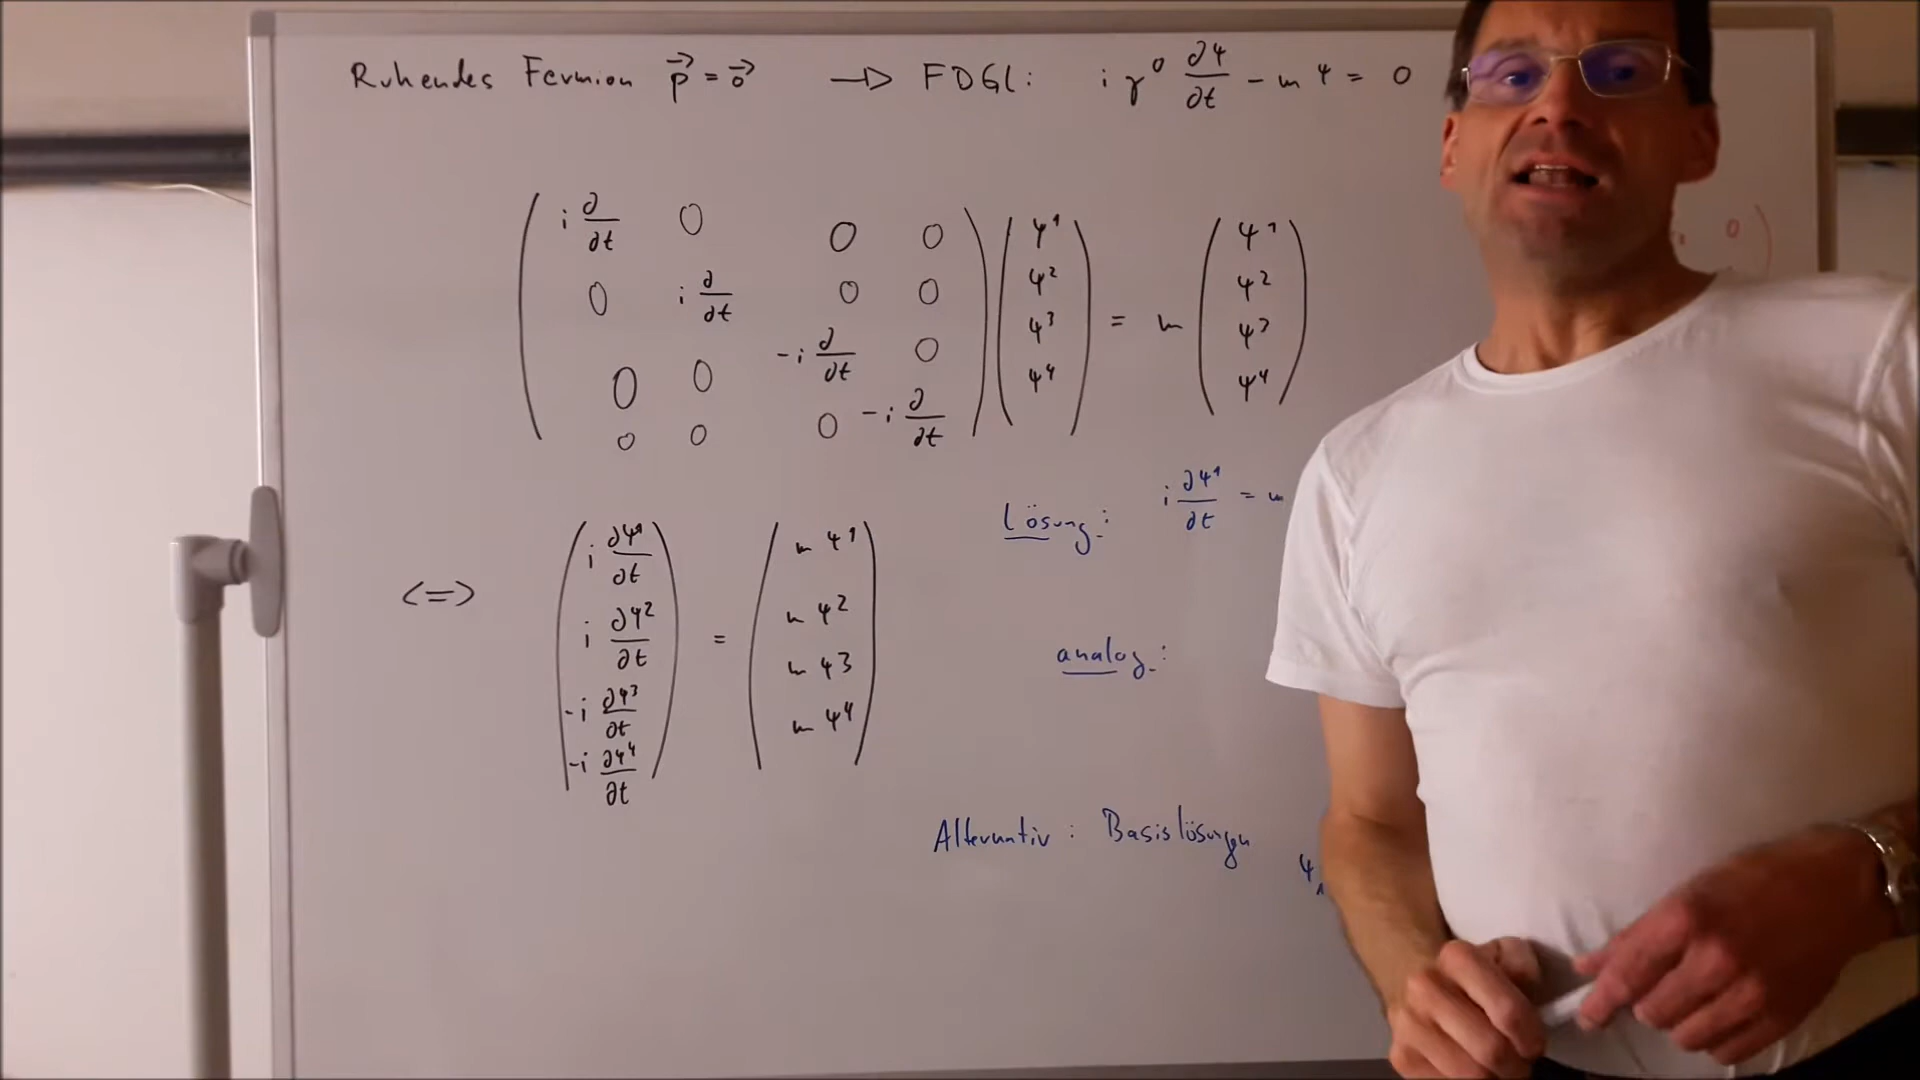 Ruhendes Fermion p⃗ = 0⃗ → FDGL: i γ⁰ ∂ψ/∂t − m ψ = 0
( i ∂/∂t 0 0 0 ) ( ψ¹ ) ( ψ¹ )
( 0 i ∂/∂t 0 0 ) ( ψ² ) ( ψ² )
( 0 0 −i ∂/∂t 0 ) ( ψ³ ) = m ( ψ³ )
( 0 0 0 −i ∂/∂t ) ( ψ⁴ ) ( ψ⁴ )
0 )
Lösung: i ∂ψ¹/∂t = m
( i ∂ψ¹/∂t ) ( m ψ¹ )
<=> ( i ∂ψ²/∂t ) = ( m ψ² )
( −i ∂ψ³/∂t ) ( m ψ³ )
( −i ∂ψ⁴/∂t ) ( m ψ⁴ )
analog:
Alternativ: Basislösungen
ψ₁